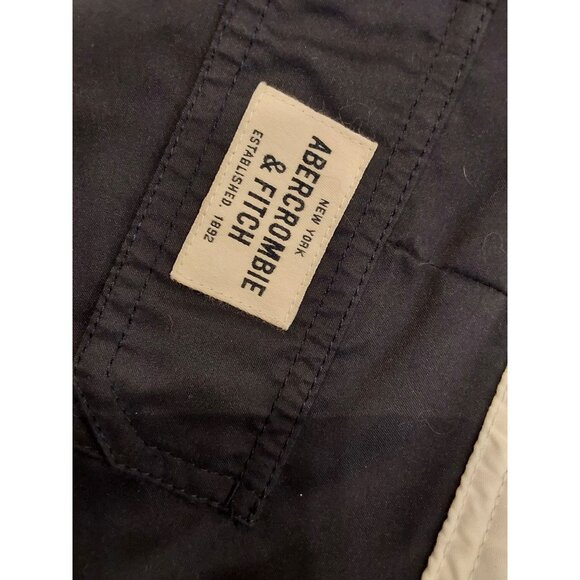 NEW YORK
ABERCROMBIE
& FITCH
ESTABLISHED. 1892